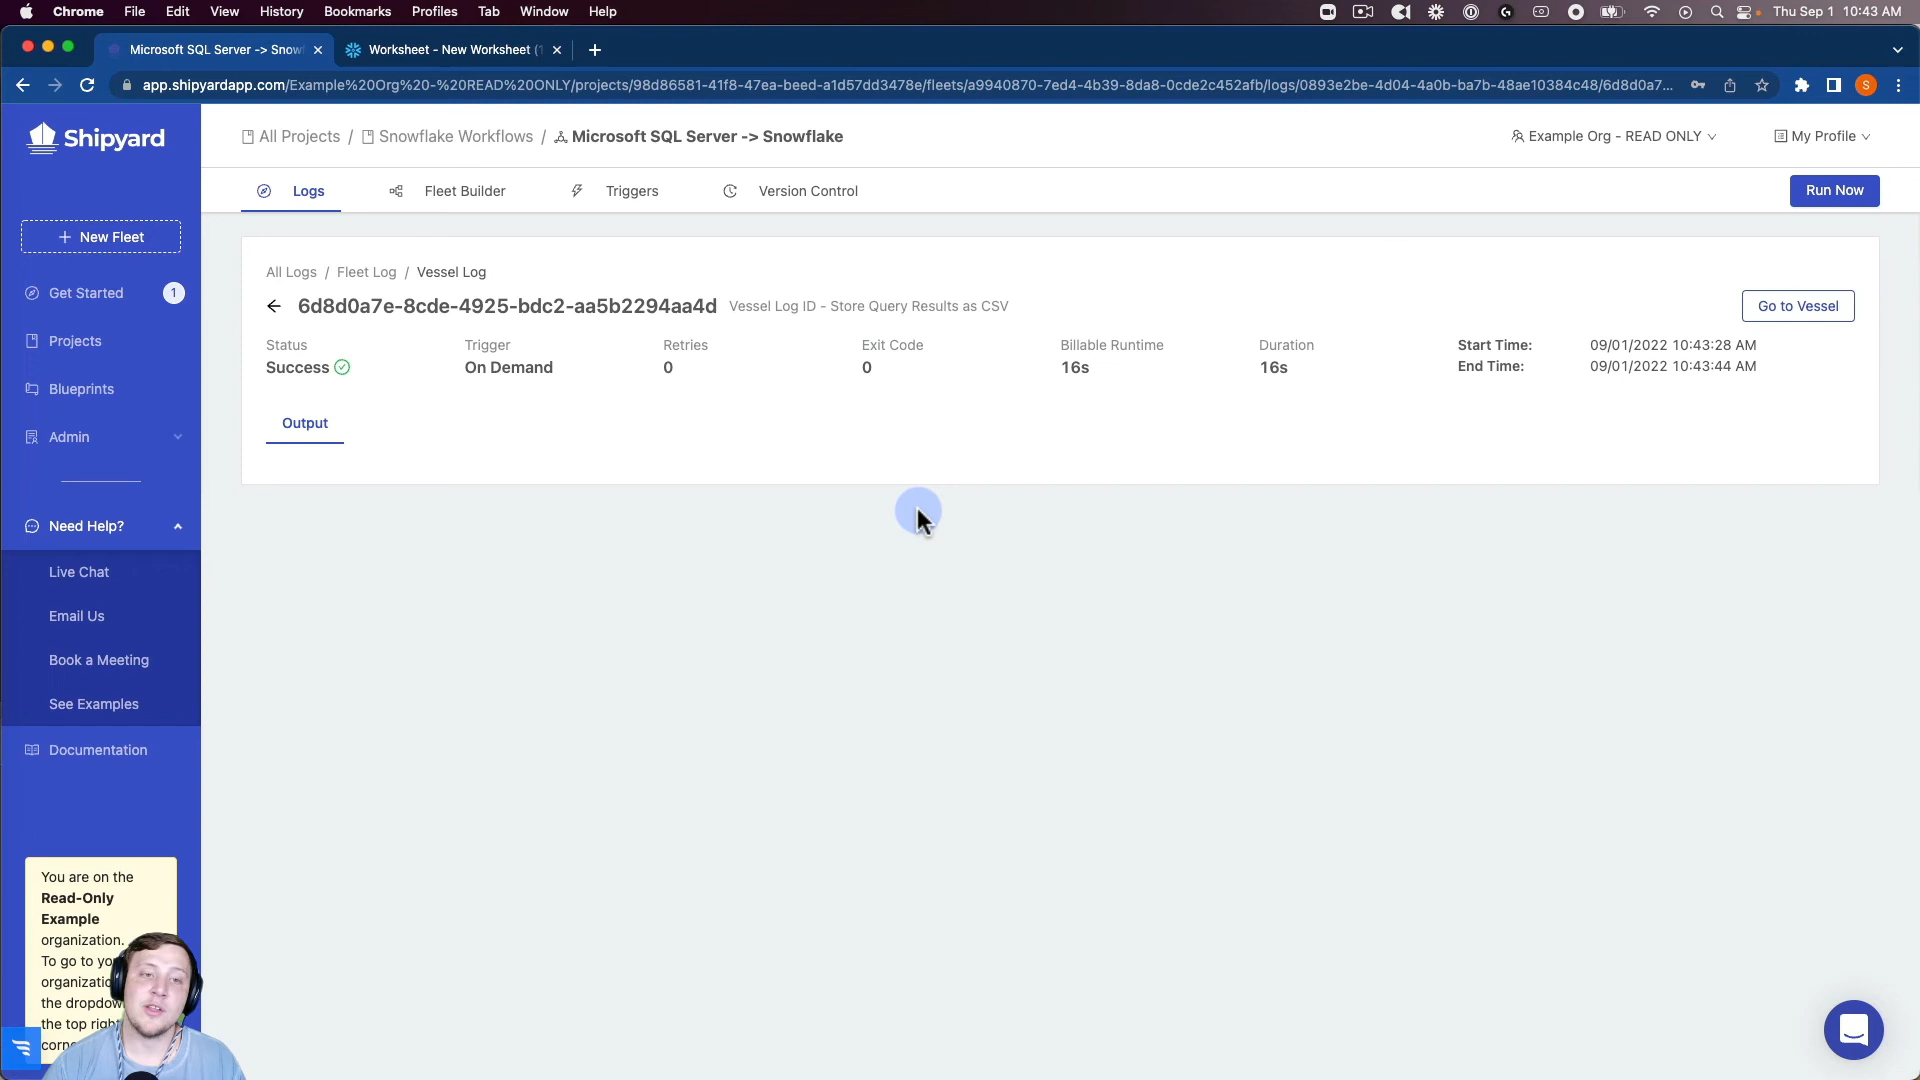 Chrome File Edit View History Bookmarks Profiles Tab Window Help Thu Sep 1 10:43 AM
Microsoft SQL Server -> Snow Worksheet - New Worksheet (
app.shipyardapp.com/Example%20Org%20-%20READ%20ONLY/projects/98d86581-41f8-47ea-beed-a1d57dd3478e/fleets/a9940870-7ed4-4b39-8da8-0cde2c452afb/logs/0893e2be-4d04-4a0b-ba7b-48ae10384c48/6d8d0a7... S
Shipyard
All Projects / Snowflake Workflows / Microsoft SQL Server -> Snowflake
Example Org - READ ONLY My Profile
Logs Fleet Builder Triggers Version Control Run Now
+ New Fleet
Get Started 1
Projects
Blueprints
Admin
Need Help?
Live Chat
Email Us
Book a Meeting
See Examples
Documentation
You are on the
Read-Only
Example
organization.
To go to yo
organizatio
the dropdow
the top right
corne
All Logs / Fleet Log / Vessel Log
6d8d0a7e-8cde-4925-bdc2-aa5b2294aa4d Vessel Log ID - Store Query Results as CSV Go to Vessel
Status Trigger Retries Exit Code Billable Runtime Duration Start Time: 09/01/2022 10:43:28 AM
Success On Demand 0 0 16s 16s End Time: 09/01/2022 10:43:44 AM
Output